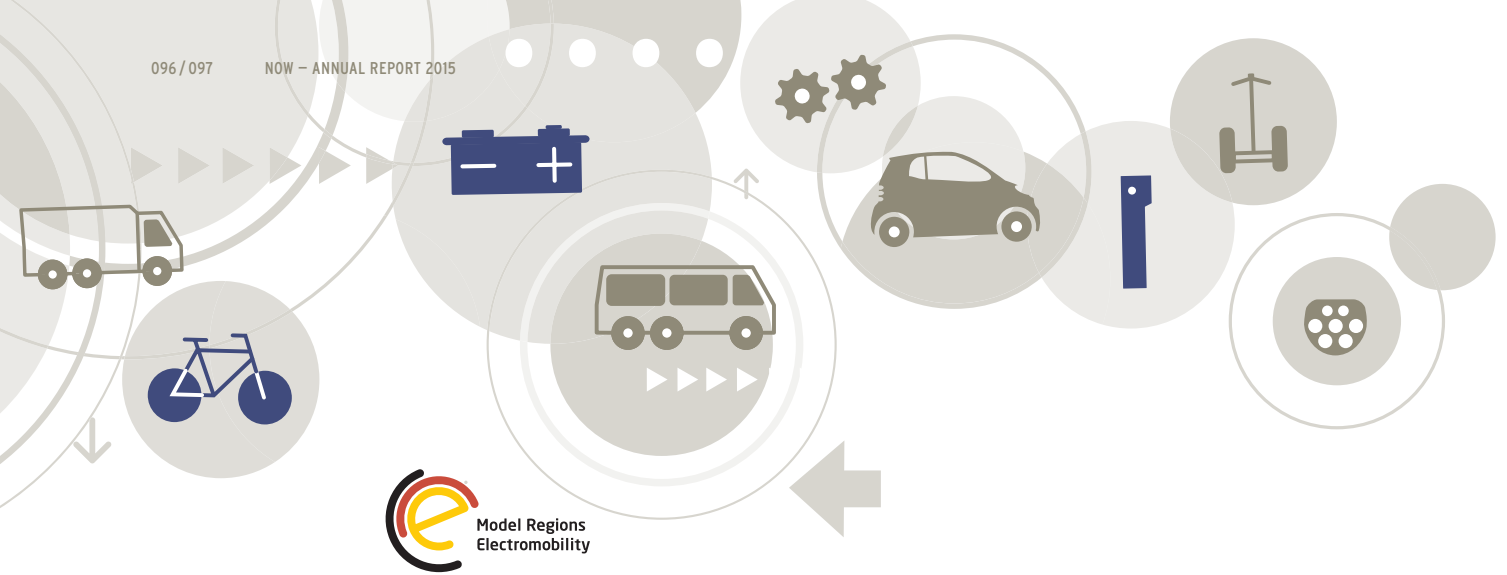 096/097 NOW – ANNUAL REPORT 2015
Model Regions
Electromobility